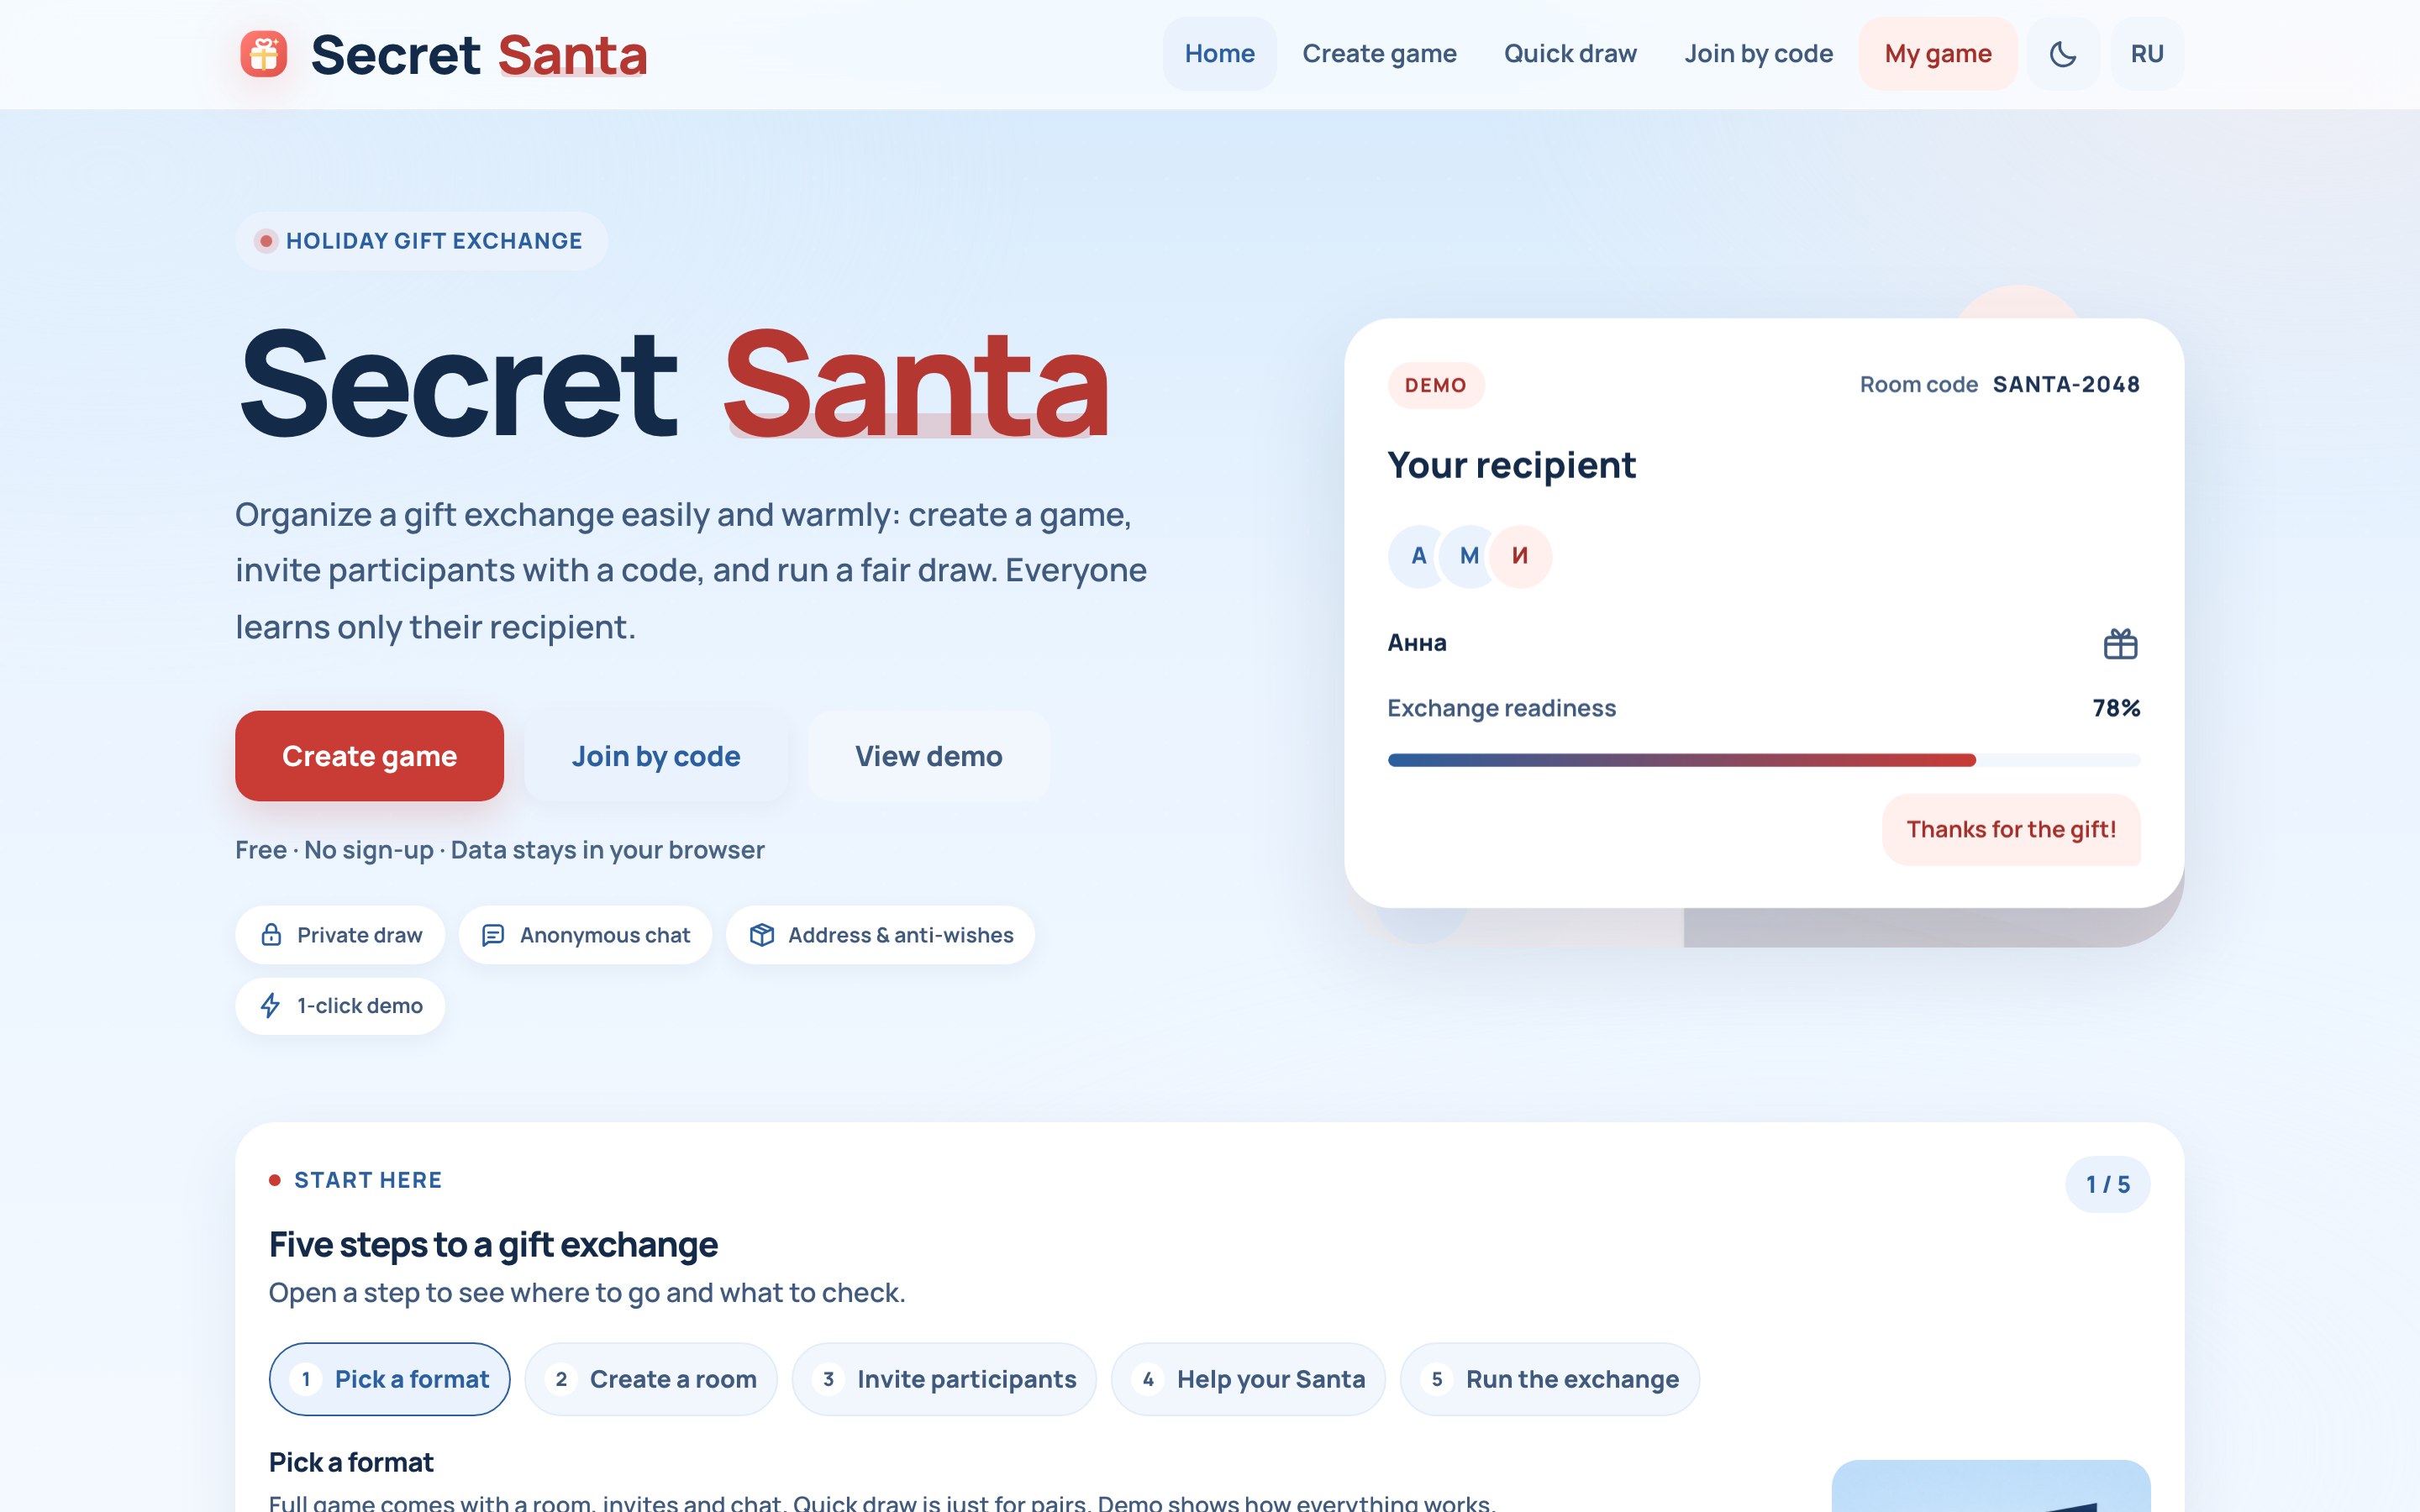 Secret Santa
Home
Create game
Quick draw
Join by code
My game
RU
HOLIDAY GIFT EXCHANGE
Secret Santa
Organize a gift exchange easily and warmly: create a game,
invite participants with a code, and run a fair draw. Everyone
learns only their recipient.
Create game
Join by code
View demo
Free · No sign-up · Data stays in your browser
Private draw
Anonymous chat
Address & anti-wishes
1-click demo
DEMO
Room code SANTA-2048
Your recipient
А
М
И
Анна
Exchange readiness
78%
Thanks for the gift!
START HERE
1 / 5
Five steps to a gift exchange
Open a step to see where to go and what to check.
1 Pick a format
2 Create a room
3 Invite participants
4 Help your Santa
5 Run the exchange
Pick a format
Full game comes with a room, invites and chat. Quick draw is just for pairs. Demo shows how everything works.